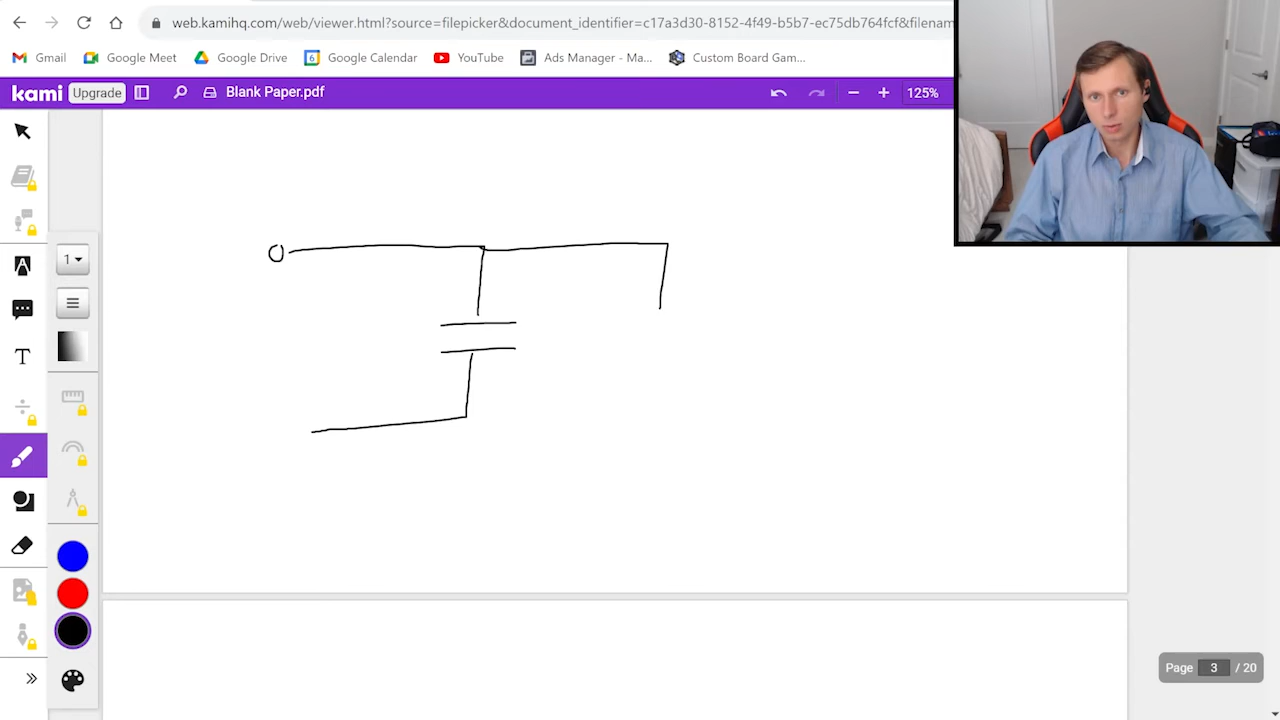 web.kamihq.com/web/viewer.html?source=filepicker&document_identifier=c17a3d30-8152-4f49-b5b7-ec75db764fcf&filenam
Gmail Google Meet Google Drive Google Calendar YouTube Ads Manager - Ma... Custom Board Gam...
kami Upgrade Blank Paper.pdf 125%
1
T
Page 3 / 20